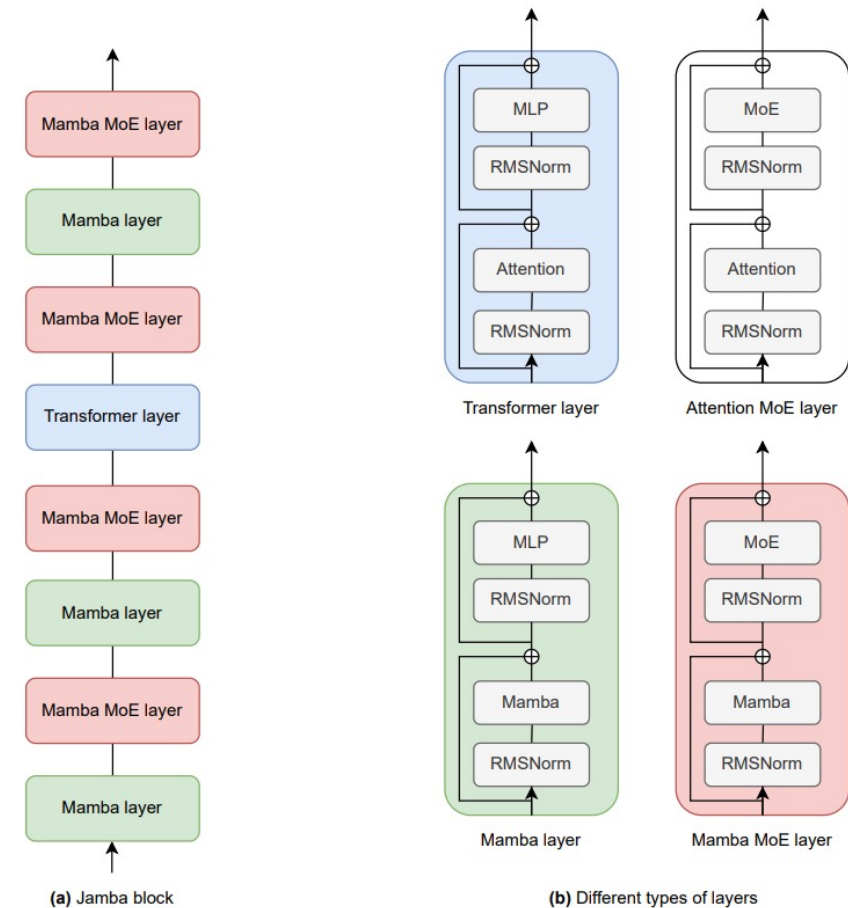 Mamba MoE layer
Mamba layer
Mamba MoE layer
Transformer layer
Mamba MoE layer
Mamba layer
Mamba MoE layer
Mamba layer
(a) Jamba block
MLP
RMSNorm
Attention
RMSNorm
Transformer layer
MoE
RMSNorm
Attention
RMSNorm
Attention MoE layer
MLP
RMSNorm
Mamba
RMSNorm
Mamba layer
MoE
RMSNorm
Mamba
RMSNorm
Mamba MoE layer
(b) Different types of layers